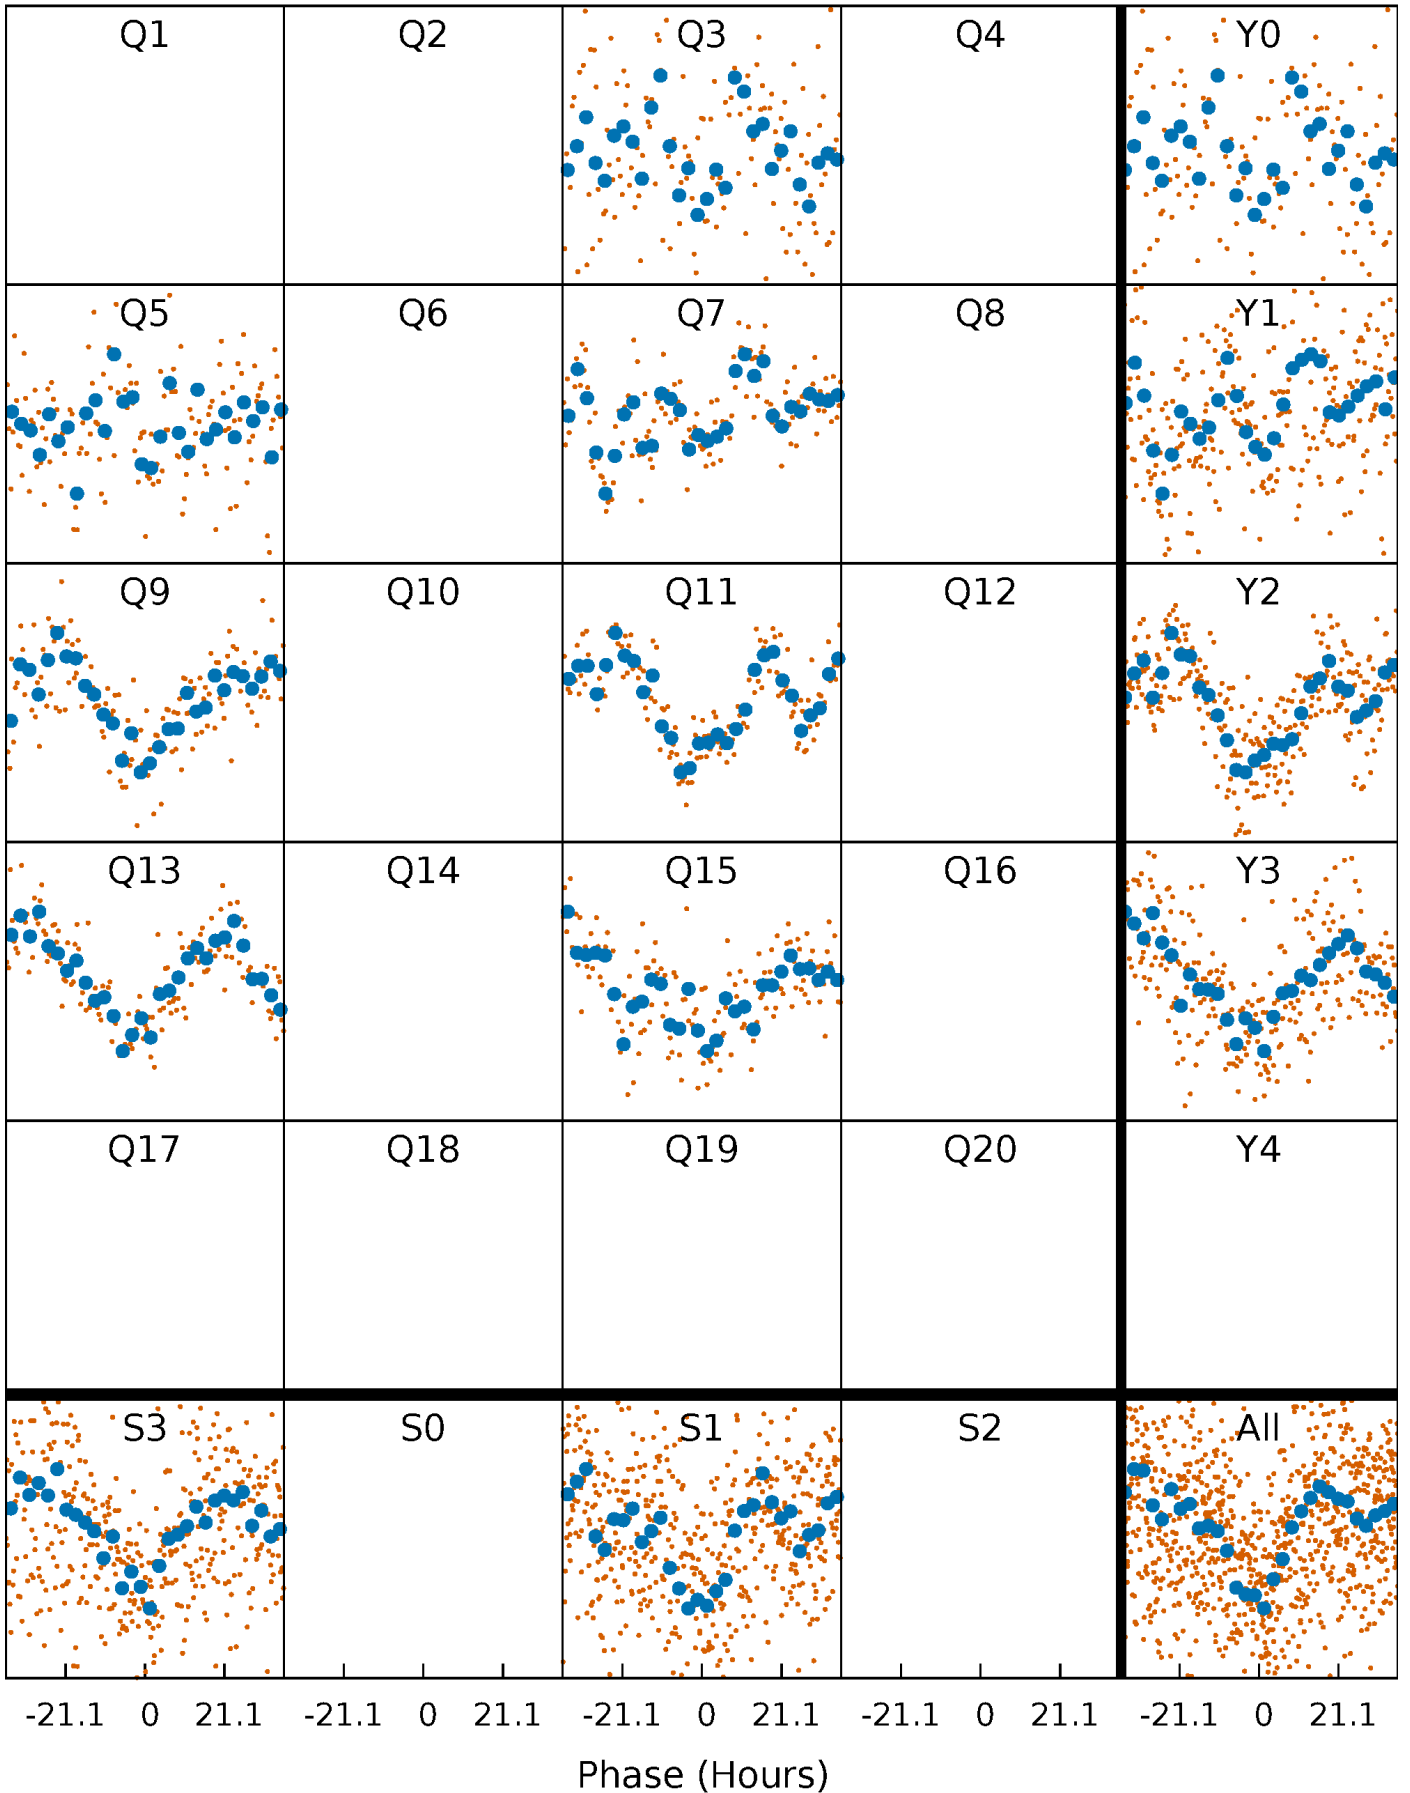 Q1 Q2 Q3 Q4 Y0
Q5 Q6 Q7 Q8 Y1
Q9 Q10 Q11 Q12 Y2
Q13 Q14 Q15 Q16 Y3
Q17 Q18 Q19 Q20 Y4
S3 S0 S1 S2 All
-21.1 0 21.1 -21.1 0 21.1 -21.1 0 21.1 -21.1 0 21.1 -21.1 0 21.1
Phase (Hours)